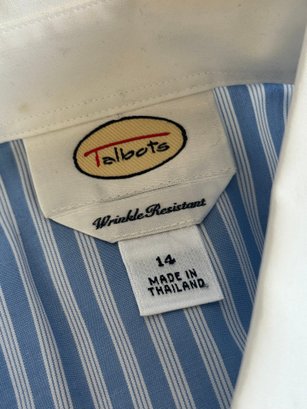 Talbots
Wrinkle Resistant
14
MADE IN
THAILAND